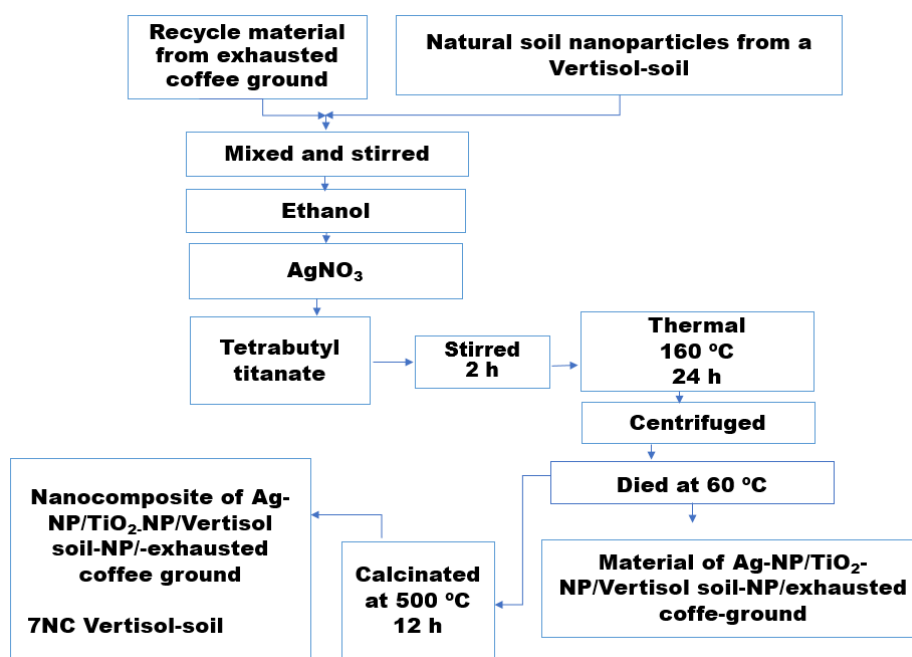 Recycle material
from exhausted
coffee ground
Natural soil nanoparticles from a
Vertisol-soil
Mixed and stirred
Ethanol
AgNO₃
Tetrabutyl
titanate
Stirred
2 h
Thermal
160 ºC
24 h
Centrifuged
Died at 60 ºC
Nanocomposite of Ag-
NP/TiO₂-NP/Vertisol
soil-NP/-exhausted
coffee ground
7NC Vertisol-soil
Calcinated
at 500 ºC
12 h
Material of Ag-NP/TiO₂-
NP/Vertisol soil-NP/exhausted
coffe-ground